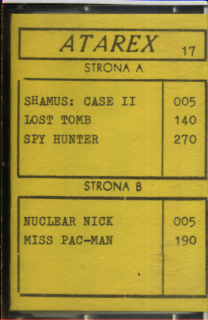 ATAREX 17
STRONA A
SHAMUS: CASE II 005
LOST TOMB 140
SPY HUNTER 270
STRONA B
NUCLEAR NICK 005
MISS PAC-MAN 190